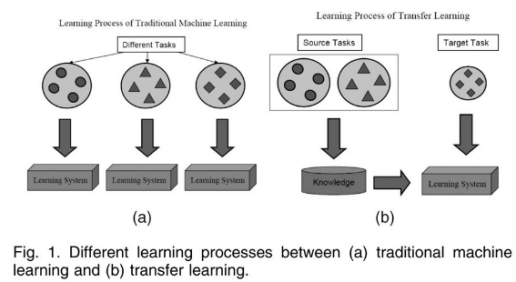 Learning Process of Traditional Machine Learning
Different Tasks
Learning System
Learning System
Learning System
(a)
Learning Process of Transfer Learning
Source Tasks
Target Task
Knowledge
Learning System
(b)
Fig. 1. Different learning processes between (a) traditional machine
learning and (b) transfer learning.